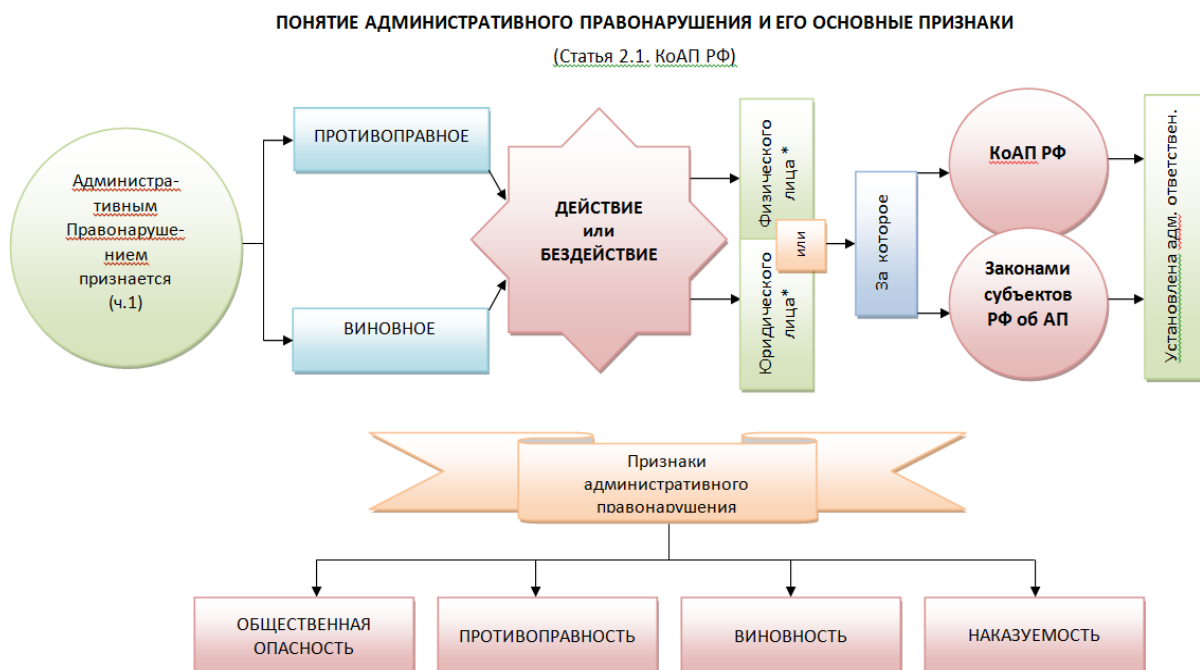 ПОНЯТИЕ АДМИНИСТРАТИВНОГО ПРАВОНАРУШЕНИЯ И ЕГО ОСНОВНЫЕ ПРИЗНАКИ
(Статья 2.1. КоАП РФ)
Администра-
тивным
Правонаруше-
нием
признается
(ч.1)
ПРОТИВОПРАВНОЕ
ВИНОВНОЕ
ДЕЙСТВИЕ
или
БЕЗДЕЙСТВИЕ
Физического
лица*
или
Юридического
лица*
За которое
КоАП РФ
Законами
субъектов
РФ об АП
Установлена адм. ответствен.
Признаки
административного
правонарушения
ОБЩЕСТВЕННАЯ
ОПАСНОСТЬ
ПРОТИВОПРАВНОСТЬ
ВИНОВНОСТЬ
НАКАЗУЕМОСТЬ